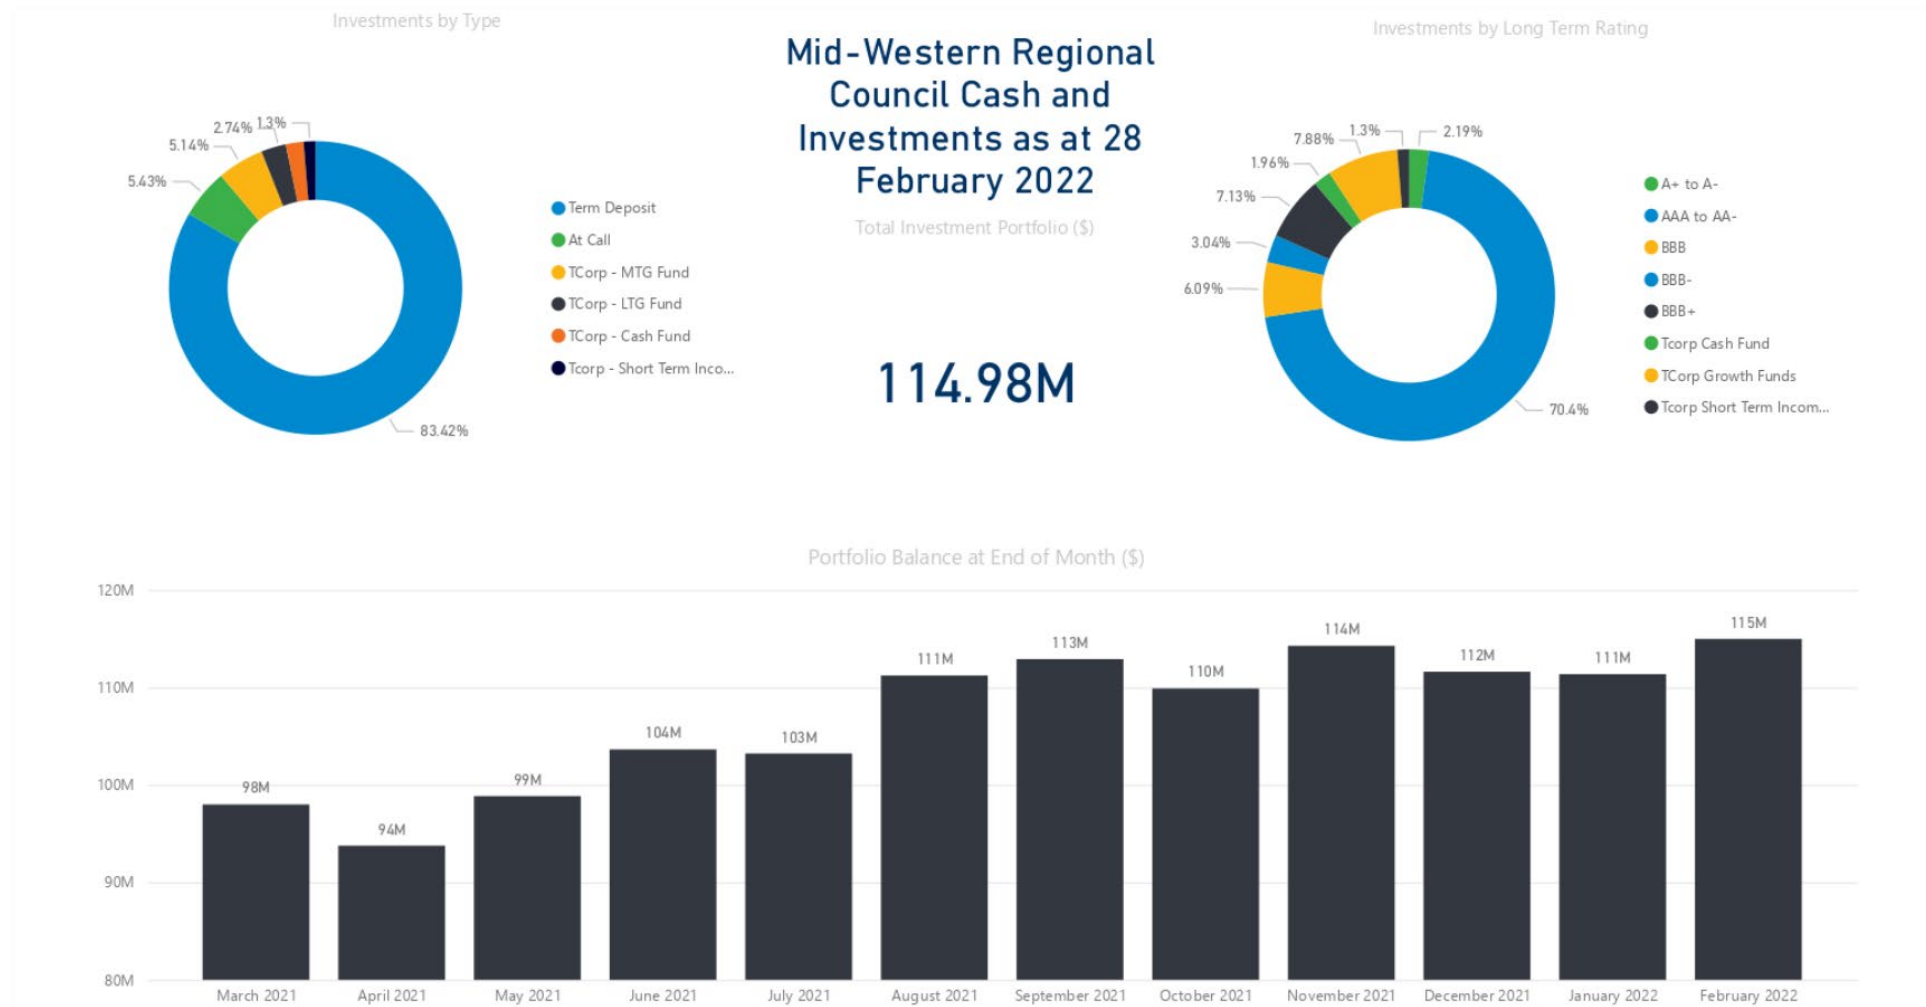 Investments by Type
2.74%
1.3%
5.14%
5.43%
83.42%
Term Deposit
At Call
TCorp - MTG Fund
TCorp - LTG Fund
TCorp - Cash Fund
Tcorp - Short Term Inco...
Mid-Western Regional
Council Cash and
Investments as at 28
February 2022
Total Investment Portfolio ($)
114.98M
Investments by Long Term Rating
1.3%
2.19%
7.88%
1.96%
7.13%
3.04%
6.09%
70.4%
A+ to A-
AAA to AA-
BBB
BBB-
BBB+
Tcorp Cash Fund
TCorp Growth Funds
Tcorp Short Term Incom...
Portfolio Balance at End of Month ($)
120M
110M
100M
90M
80M
98M
94M
99M
104M
103M
111M
113M
110M
114M
112M
111M
115M
March 2021
April 2021
May 2021
June 2021
July 2021
August 2021
September 2021
October 2021
November 2021
December 2021
January 2022
February 2022